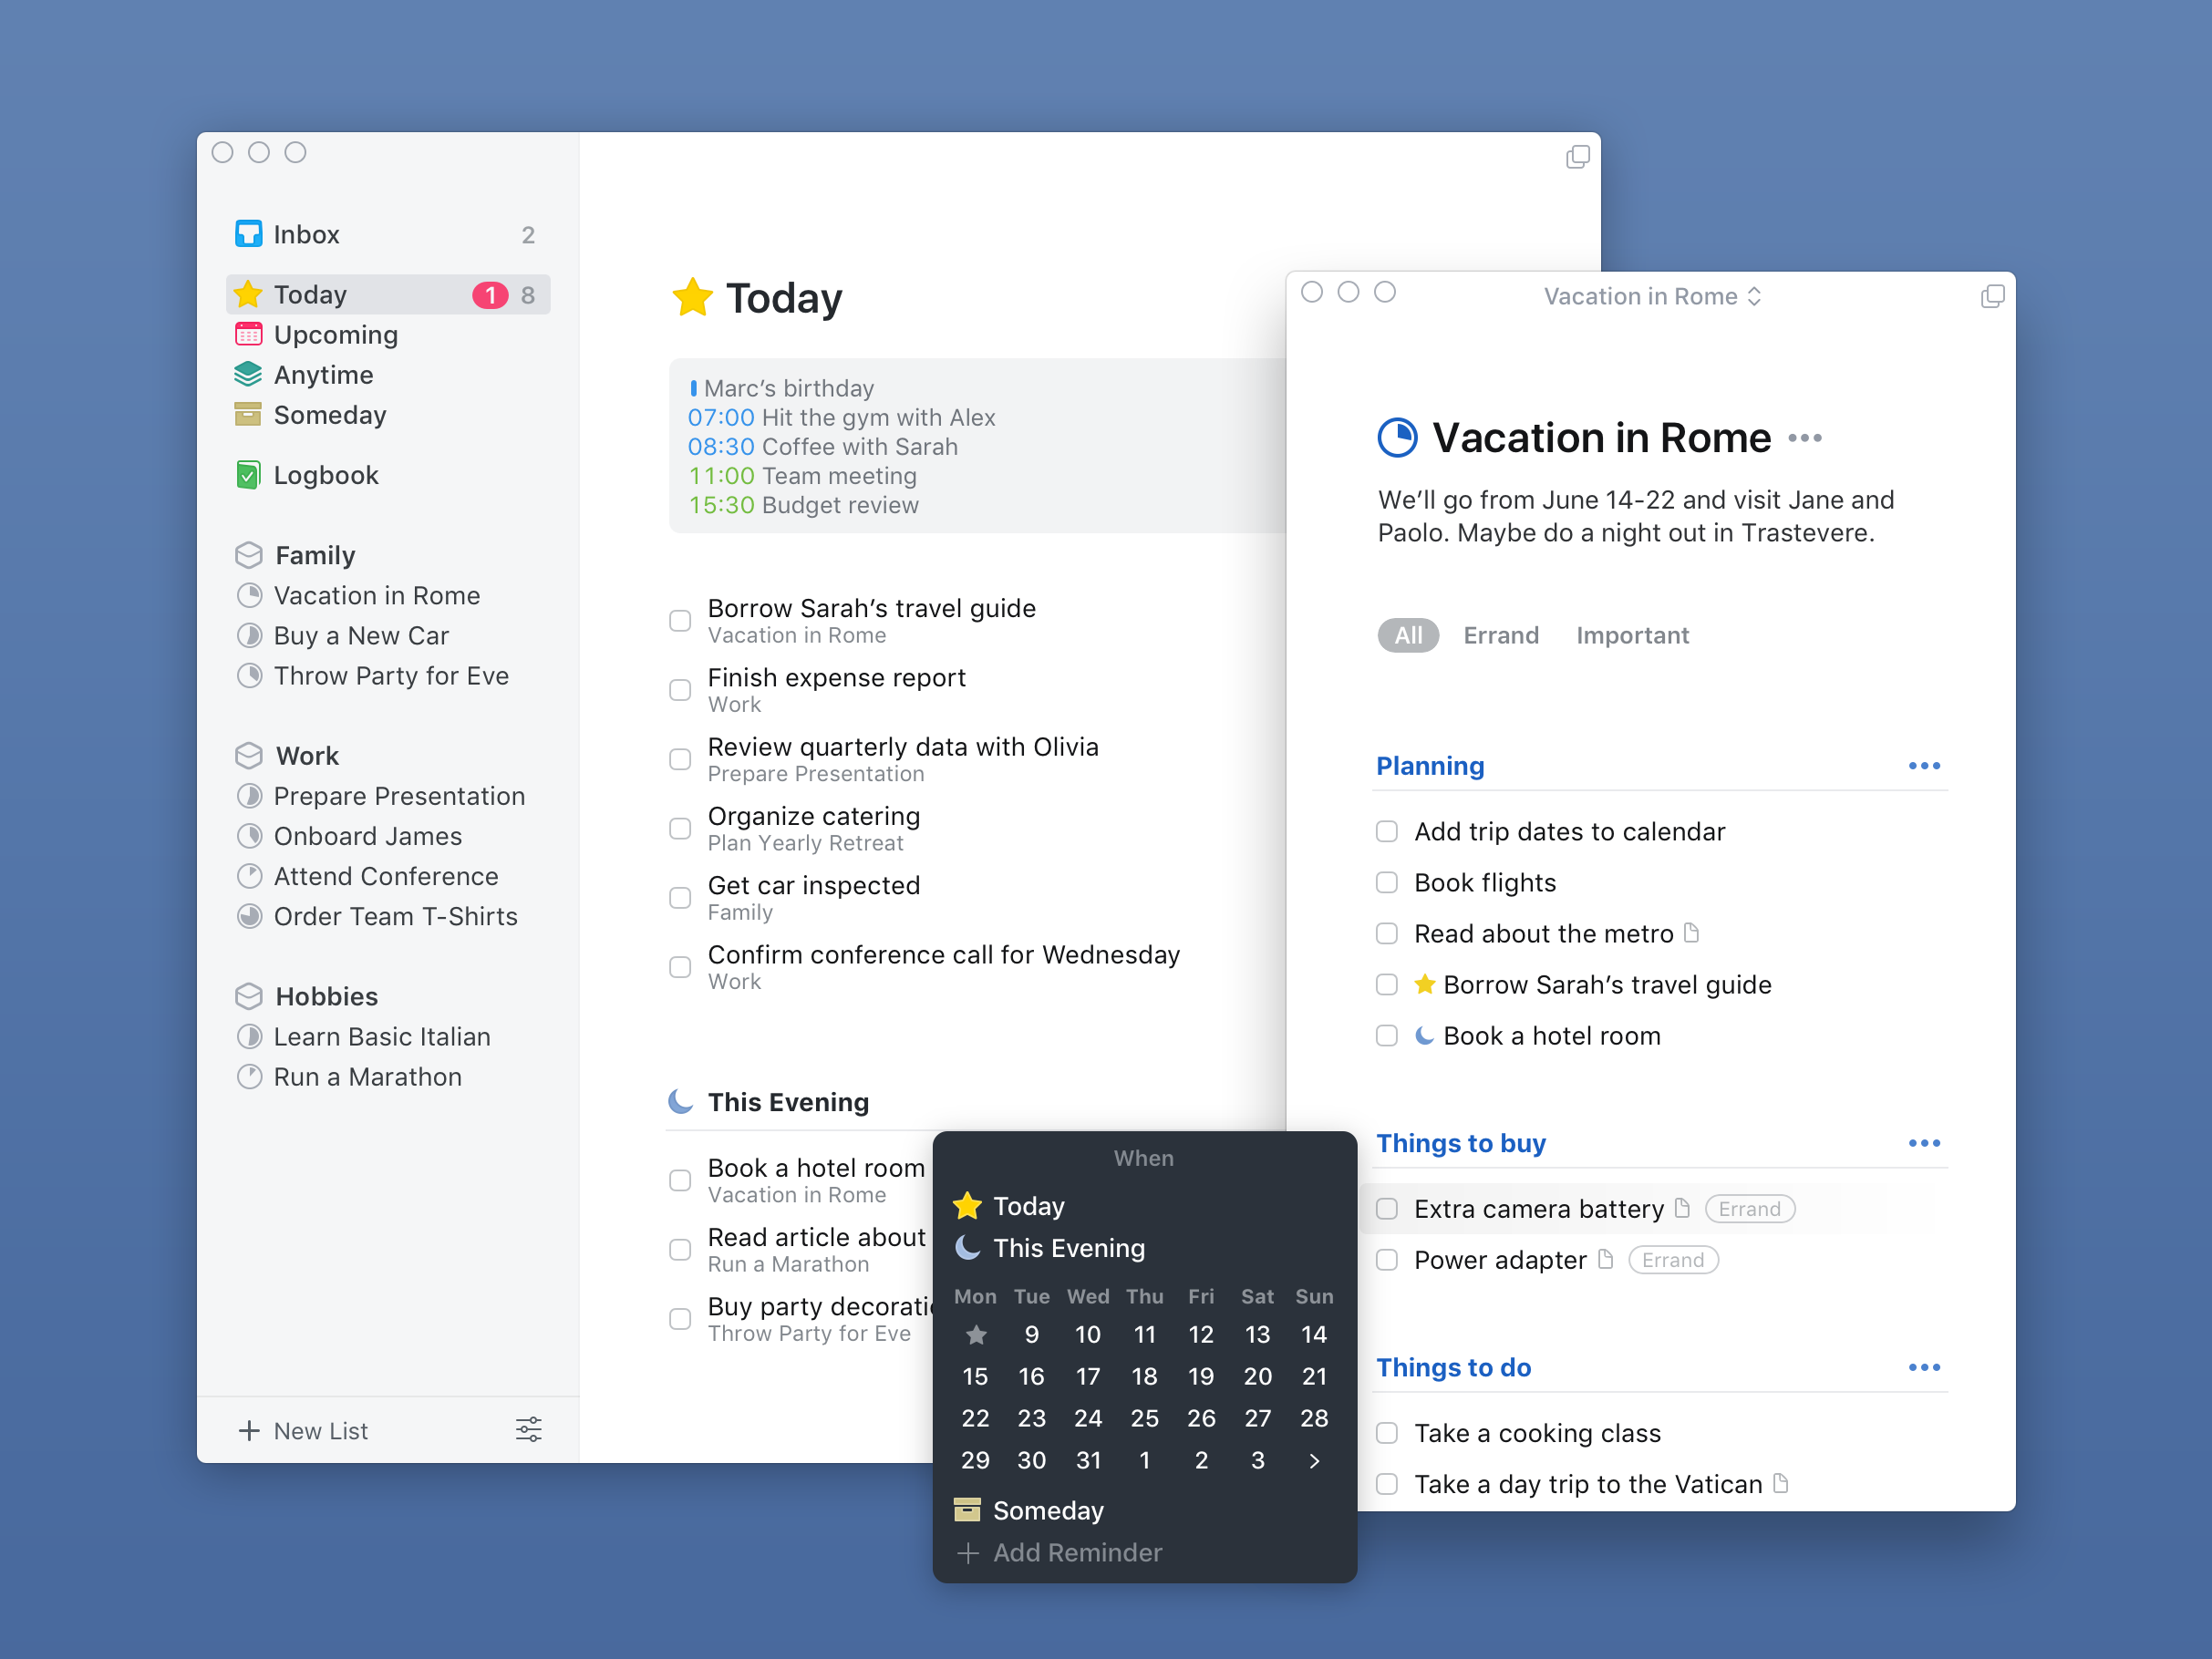 Inbox 2
Today 1 8
Upcoming
Anytime
Someday
Logbook
Family
Vacation in Rome
Buy a New Car
Throw Party for Eve
Work
Prepare Presentation
Onboard James
Attend Conference
Order Team T-Shirts
Hobbies
Learn Basic Italian
Run a Marathon
New List
Today
Marc’s birthday
07:00 Hit the gym with Alex
08:30 Coffee with Sarah
11:00 Team meeting
15:30 Budget review
Borrow Sarah’s travel guide
Vacation in Rome
Finish expense report
Work
Review quarterly data with Olivia
Prepare Presentation
Organize catering
Plan Yearly Retreat
Get car inspected
Family
Confirm conference call for Wednesday
Work
This Evening
Book a hotel room
Vacation in Rome
Read article about
Run a Marathon
Buy party
Throw Party for Eve
When
Today
This Evening
Mon Tue Wed Thu Fri Sat Sun
9 10 11 12 13 14
15 16 17 18 19 20 21
22 23 24 25 26 27 28
29 30 31 1 2 3
Someday
Add Reminder
Vacation in Rome
Vacation in Rome
We’ll go from June 14-22 and visit Jane and
Paolo. Maybe do a night out in Trastevere.
All Errand Important
Planning
Add trip dates to calendar
Book flights
Read about the metro
Borrow Sarah’s travel guide
Book a hotel room
Things to buy
Extra camera battery Errand
Power adapter Errand
Things to do
Take a cooking class
Take a day trip to the Vatican